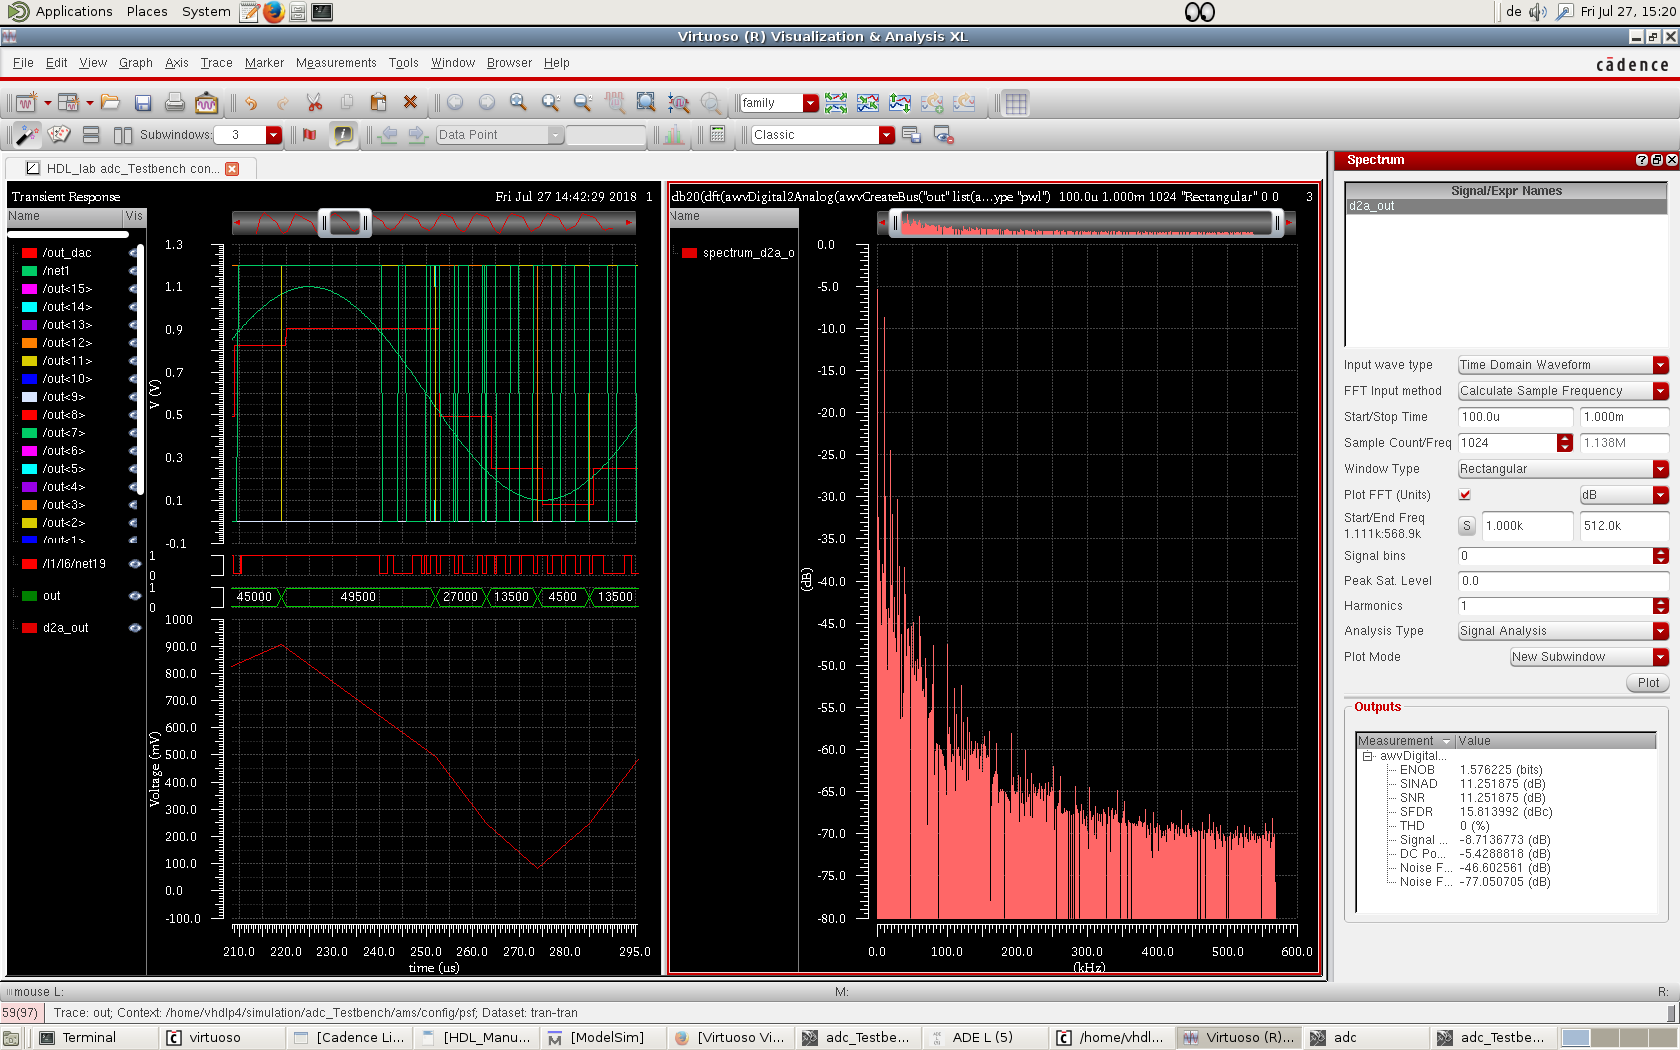 Applications Places System de Fri Jul 27, 15:20
Virtuoso (R) Visualization & Analysis XL
File Edit View Graph Axis Trace Marker Measurements Tools Window Browser Help
cādence
family
Subwindows: 3 Data Point Classic
HDL_lab adc_Testbench con...
Transient Response Fri Jul 27 14:42:29 2018 1
Name Vis
/out_dac
/net1
/out<15>
/out<14>
/out<13>
/out<12>
/out<11>
/out<10>
/out<9>
/out<8>
/out<7>
/out<6>
/out<5>
/out<4>
/out<3>
/out<2>
/out<1>
/I1/I6/net19
out
d2a_out
1.3
1.1
0.9
0.7
0.5
0.3
0.1
-0.1
V (V)
1
0
1
0
45000 49500 27000 13500 4500 13500
1000
900.0
800.0
700.0
600.0
500.0
400.0
300.0
200.0
100.0
0.0
-100.0
Voltage (mV)
210.0 220.0 230.0 240.0 250.0 260.0 270.0 280.0 295.0
time (us)
db20(dft(awvDigital2Analog(awvCreateBus("out" list(a...ype "pwl") 100.0u 1.000m 1024 "Rectangular" 0 0 3
Name
spectrum_d2a_o
0.0
-5.0
-10.0
-15.0
-20.0
-25.0
-30.0
-35.0
-40.0
-45.0
-50.0
-55.0
-60.0
-65.0
-70.0
-75.0
-80.0
(dB)
0.0 100.0 200.0 300.0 400.0 500.0 600.0
(kHz)
Spectrum
Signal/Expr Names
d2a_out
Input wave type Time Domain Waveform
FFT Input method Calculate Sample Frequency
Start/Stop Time 100.0u 1.000m
Sample Count/Freq 1024 1.138M
Window Type Rectangular
Plot FFT (Units) dB
Start/End Freq
1.111k:568.9k S 1.000k 512.0k
Signal bins 0
Peak Sat. Level 0.0
Harmonics 1
Analysis Type Signal Analysis
Plot Mode New Subwindow
Plot
Outputs
Measurement Value
awvDigital...
ENOB 1.576225 (bits)
SINAD 11.251875 (dB)
SNR 11.251875 (dB)
SFDR 15.813992 (dBc)
THD 0 (%)
Signal ... -8.7136773 (dB)
DC Po... -5.4288818 (dB)
Noise F... -46.602561 (dB)
Noise F... -77.050705 (dB)
mouse L: M: R:
59(97) Trace: out; Context: /home/vhdlp4/simulation/adc_Testbench/ams/config/psf; Dataset: tran-tran
Terminal virtuoso [Cadence Li... [HDL_Manu... [ModelSim] [Virtuoso Vi... adc_Testbe... ADE L (5) /home/vhdl... Virtuoso (R)... adc adc_Testbe...